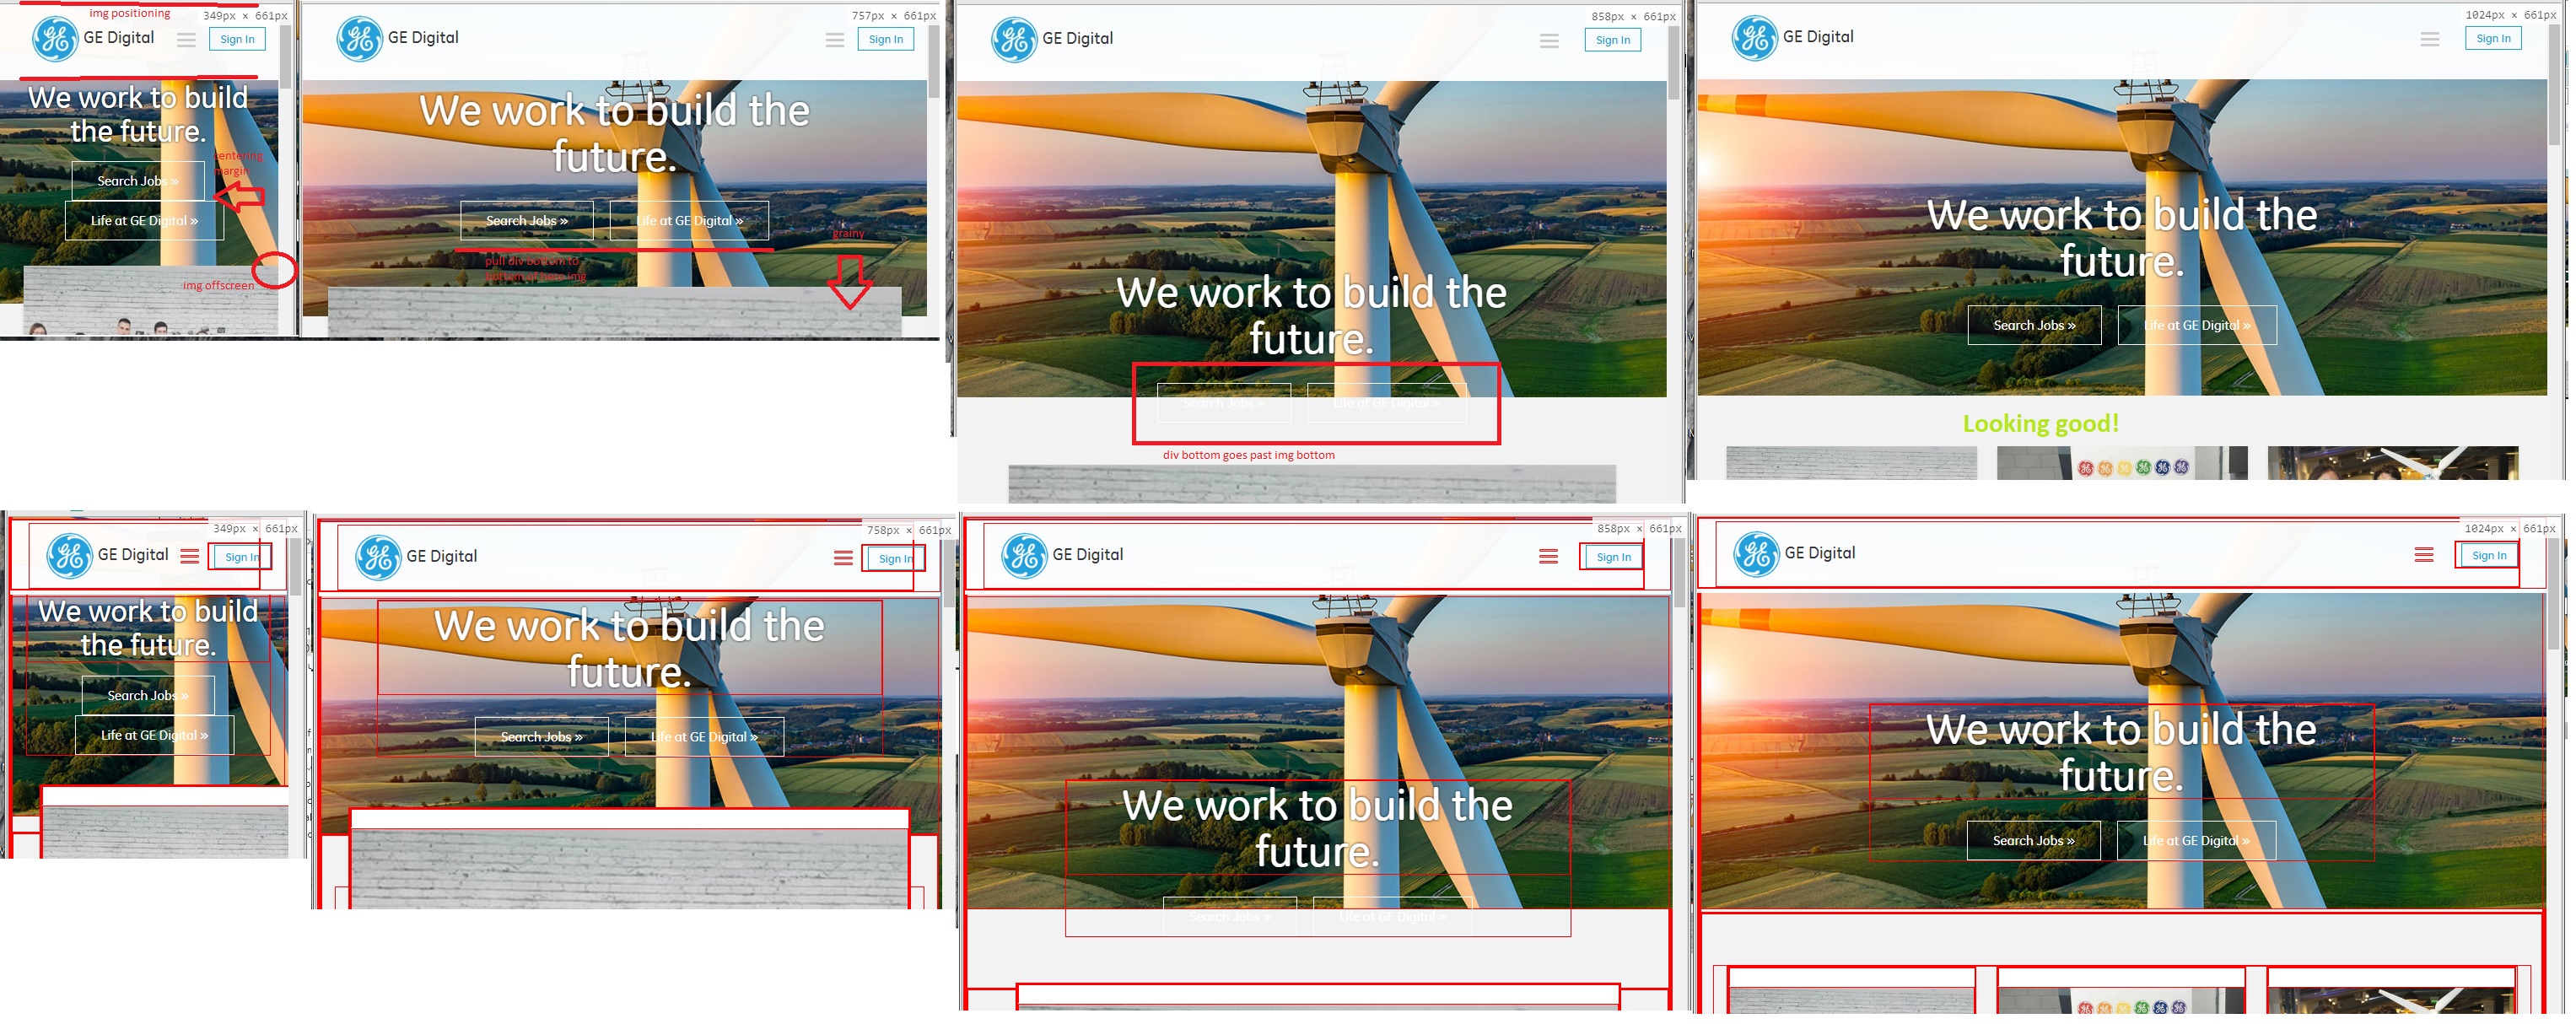 img positioning
349px × 661px
GE Digital
Sign In
We work to build
the future.
centering
margin
Search Jobs »
Life at GE Digital »
img offscreen
757px × 661px
GE Digital
Sign In
We work to build the
future.
Search Jobs »
Life at GE Digital »
grainy
pull div bottom to
bottom of hero img
858px × 661px
GE Digital
Sign In
We work to build the
future.
Search Jobs »
Life at GE Digital »
div bottom goes past img bottom
1024px × 661px
GE Digital
Sign In
We work to build the
future.
Search Jobs »
Life at GE Digital »
Looking good!
349px × 661px
GE Digital
Sign In
We work to build
the future.
Search Jobs »
Life at GE Digital »
758px × 661px
GE Digital
Sign In
We work to build the
future.
Search Jobs »
Life at GE Digital »
858px × 661px
GE Digital
Sign In
We work to build the
future.
Search Jobs »
Life at GE Digital »
1024px × 661px
GE Digital
Sign In
We work to build the
future.
Search Jobs »
Life at GE Digital »